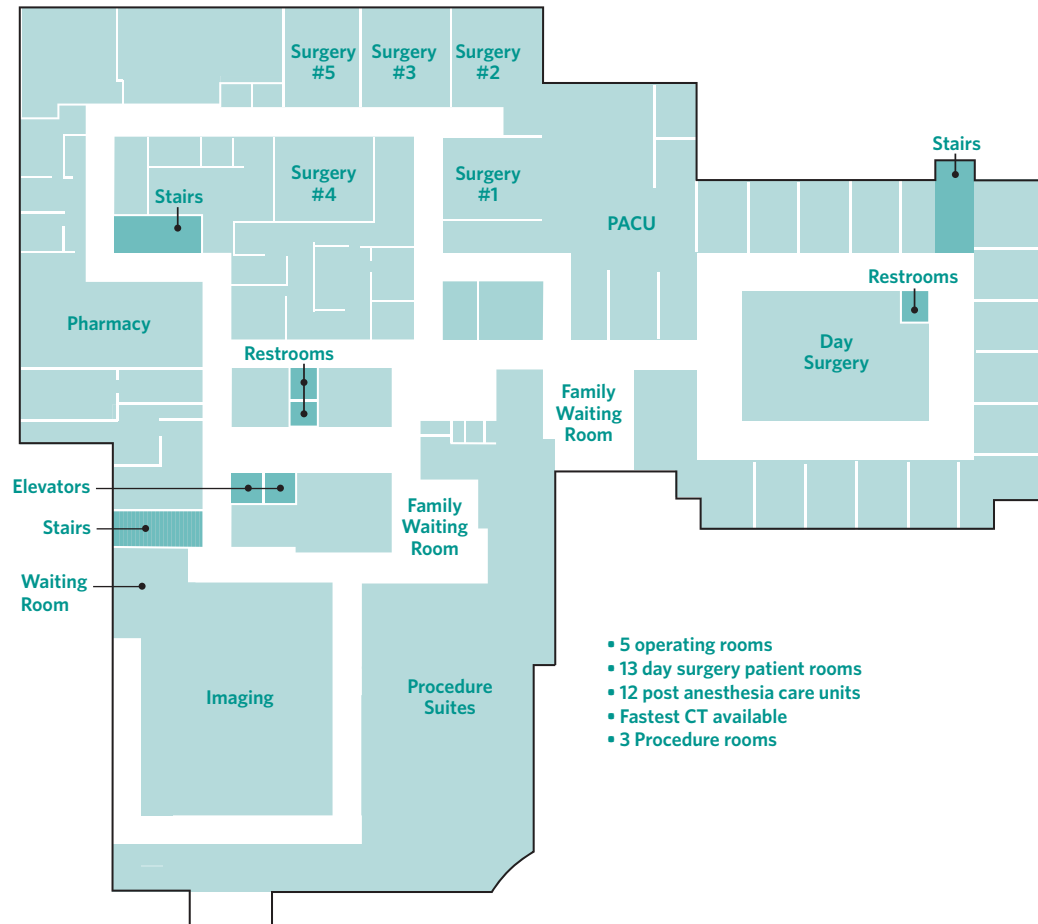 Surgery
#5
Surgery
#3
Surgery
#2
Stairs
Surgery
#4
Surgery
#1
Stairs
PACU
Restrooms
Pharmacy
Day
Surgery
Restrooms
Family
Waiting
Room
Elevators
Family
Waiting
Room
Stairs
Waiting
Room
Imaging
Procedure
Suites
• 5 operating rooms
• 13 day surgery patient rooms
• 12 post anesthesia care units
• Fastest CT available
• 3 Procedure rooms